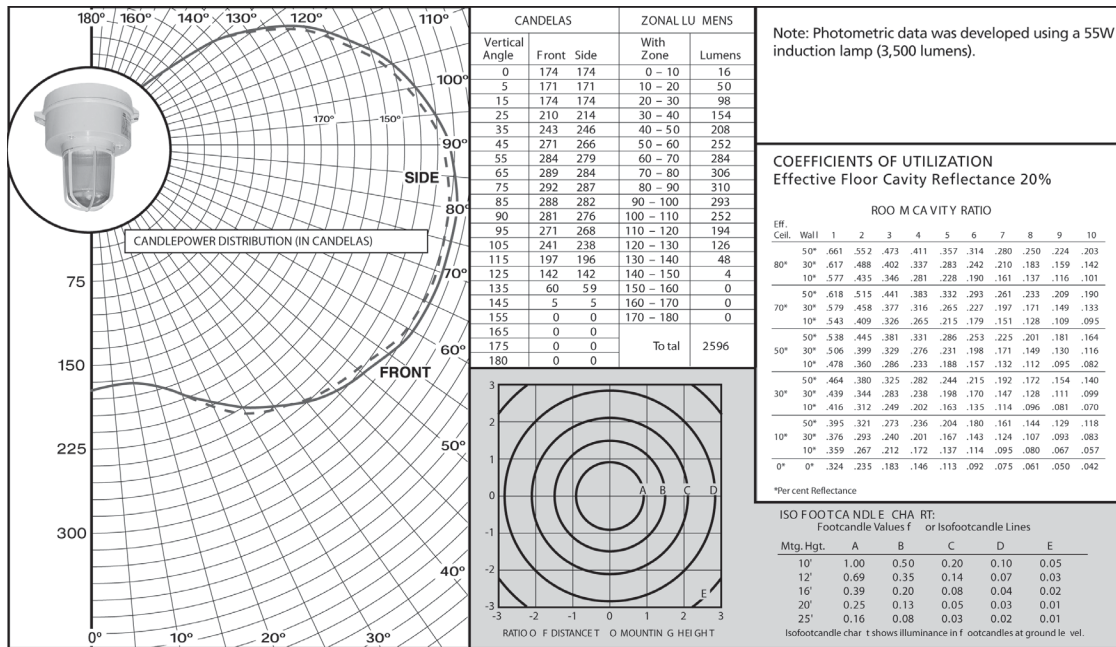 180° 160° 140° 130° 120° 110°
100°
170° 150°
90°
SIDE
80°
CANDLEPOWER DISTRIBUTION (IN CANDELAS)
70°
75
60°
150
FRONT
225
50°
300
40°
0° 10° 20° 30°
CANDELAS
Vertical
Angle Front Side
0 174 174
5 171 171
15 174 174
25 210 214
35 243 246
45 271 266
55 284 279
65 289 284
75 292 287
85 288 282
90 281 276
95 271 268
105 241 238
115 197 196
125 142 142
135 60 59
145 5 5
155 0 0
165 0 0
175 0 0
180 0 0
ZONAL LU MENS
With
Zone Lumens
0 – 10 16
10 – 20 50
20 – 30 98
30 – 40 154
40 – 50 208
50 – 60 252
60 – 70 284
70 – 80 306
80 – 90 310
90 – 100 293
100 – 110 252
110 – 120 194
120 – 130 126
130 – 140 48
140 – 150 4
150 – 160 0
160 – 170 0
170 – 180 0
To tal 2596
3
2
1
0
-1
-2
-3
A B C D
E
-3 -2 -1 0 1 2 3
RATIO O F DISTANCE T O MOUNTIN G HEIGHT
Note: Photometric data was developed using a 55W
induction lamp (3,500 lumens).
COEFFICIENTS OF UTILIZATION
Effective Floor Cavity Reflectance 20%
ROO M CA VI TY RATIO
Eff.
Ceil. Wall 1 2 3 4 5 6 7 8 9 10
50* .661 .552 .473 .411 .357 .314 .280 .250 .224 .203
80* 30* .617 .488 .402 .337 .283 .242 .210 .183 .159 .142
10* .577 .435 .346 .281 .228 .190 .161 .137 .116 .101
50* .618 .515 .441 .383 .332 .293 .261 .233 .209 .190
70* 30* .579 .458 .377 .316 .265 .227 .197 .171 .149 .133
10* .543 .409 .326 .265 .215 .179 .151 .128 .109 .095
50* .538 .445 .381 .331 .286 .253 .225 .201 .181 .164
50* 30* .506 .399 .329 .276 .231 .198 .171 .149 .130 .116
10* .478 .360 .286 .233 .188 .157 .132 .112 .095 .082
50* .464 .380 .325 .282 .244 .215 .192 .172 .154 .140
30* 30* .439 .344 .283 .238 .198 .170 .147 .128 .111 .099
10* .416 .312 .249 .202 .163 .135 .114 .096 .081 .070
50* .395 .321 .273 .236 .204 .180 .161 .144 .129 .118
10* 30* .376 .293 .240 .201 .167 .143 .124 .107 .093 .083
10* .359 .267 .212 .172 .137 .114 .095 .080 .067 .057
0* 0* .324 .235 .183 .146 .113 .092 .075 .061 .050 .042
*Per cent Reflectance
ISO FOOTCA NDL E CHA RT:
Footcandle Values f or Isofootcandle Lines
Mtg. Hgt. A B C D E
10' 1.00 0.50 0.20 0.10 0.05
12' 0.69 0.35 0.14 0.07 0.03
16' 0.39 0.20 0.08 0.04 0.02
20' 0.25 0.13 0.05 0.03 0.01
25' 0.16 0.08 0.03 0.02 0.01
Isofootcandle char t shows illuminance in f ootcandles at ground le vel.